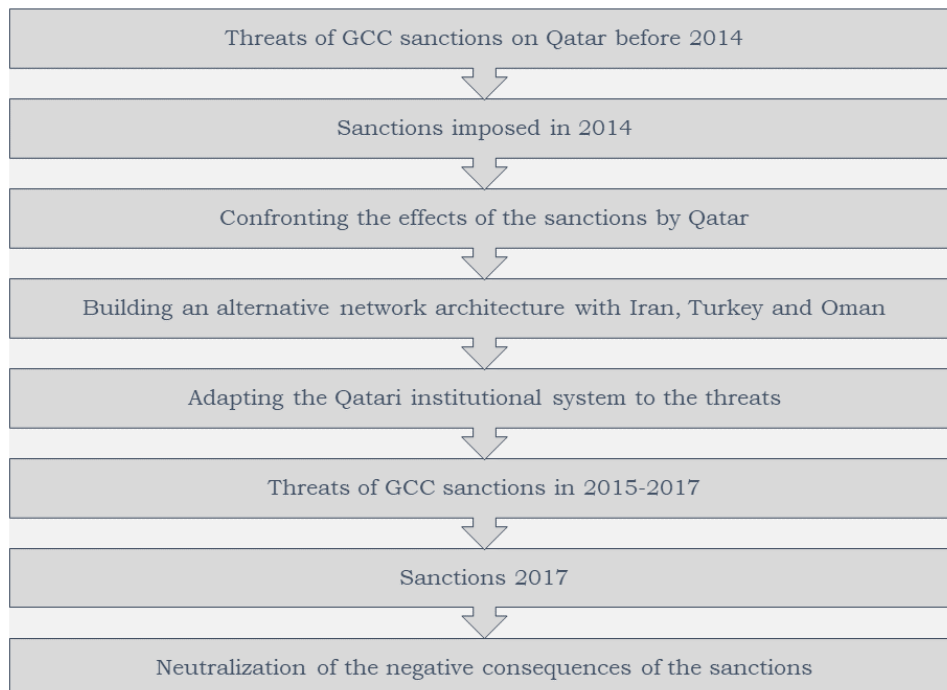 Threats of GCC sanctions on Qatar before 2014
Sanctions imposed in 2014
Confronting the effects of the sanctions by Qatar
Building an alternative network architecture with Iran, Turkey and Oman
Adapting the Qatari institutional system to the threats
Threats of GCC sanctions in 2015-2017
Sanctions 2017
Neutralization of the negative consequences of the sanctions